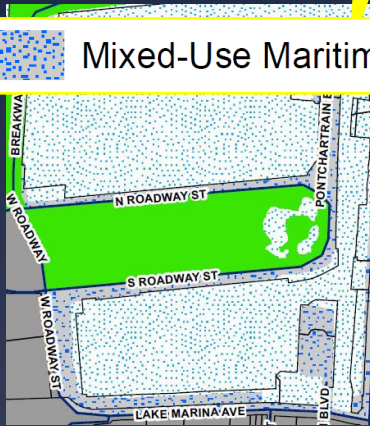 Mixed-Use Maritim
BREAKWA
PONTCHARTRAIN B
N ROADWAY ST
W ROADWAY
S ROADWAY ST
W ROADWAY ST
N BLVD
LAKE MARINA AVE